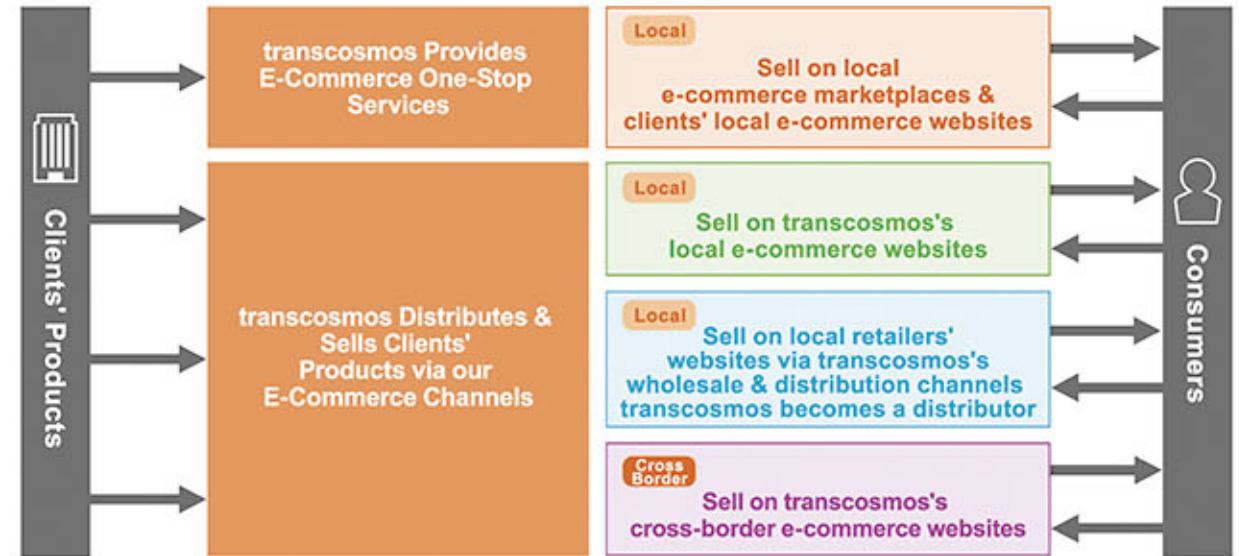 Clients' Products
transcosmos Provides
E-Commerce One-Stop
Services
transcosmos Distributes &
Sells Clients'
Products via our
E-Commerce Channels
Local
Sell on local
e-commerce marketplaces &
clients' local e-commerce websites
Local
Sell on transcosmos's
local e-commerce websites
Local
Sell on local retailers'
websites via transcosmos's
wholesale & distribution channels
transcosmos becomes a distributor
Cross
Border
Sell on transcosmos's
cross-border e-commerce websites
Consumers